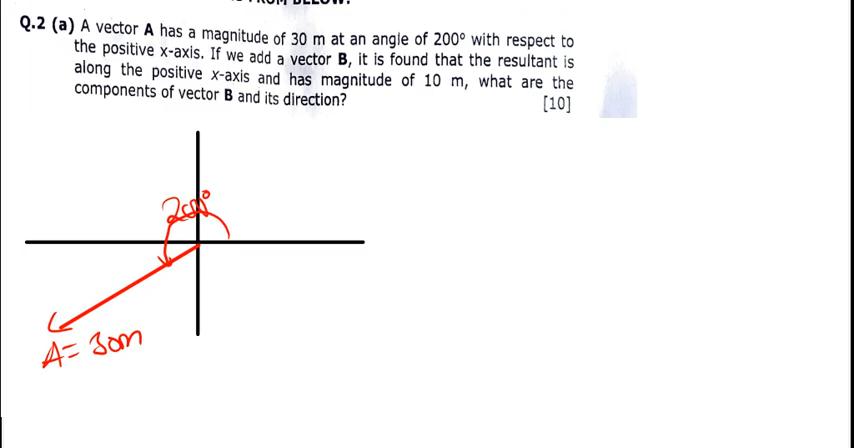 FROM BELOW.
Q.2 (a) A vector A has a magnitude of 30 m at an angle of 200° with respect to
the positive x-axis. If we add a vector B, it is found that the resultant is
along the positive x-axis and has magnitude of 10 m, what are the
components of vector B and its direction? [10]
200°
A= 30m